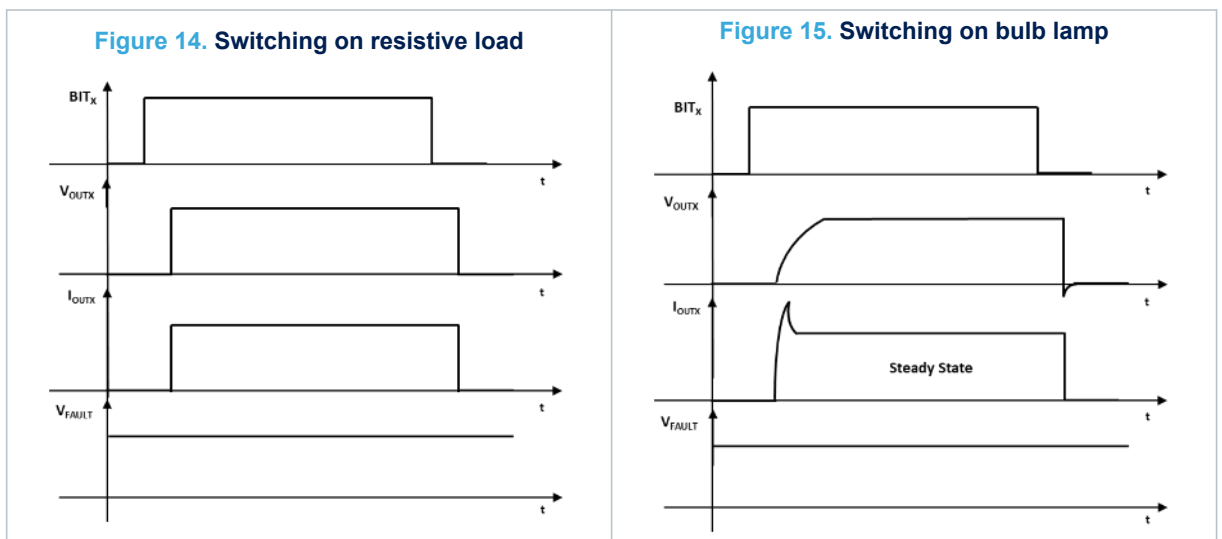 Figure 14. Switching on resistive load
BITX
t
VOUTX
t
IOUTX
t
VFAULT
t
Figure 15. Switching on bulb lamp
BITX
t
VOUTX
t
IOUTX
Steady State
t
VFAULT
t